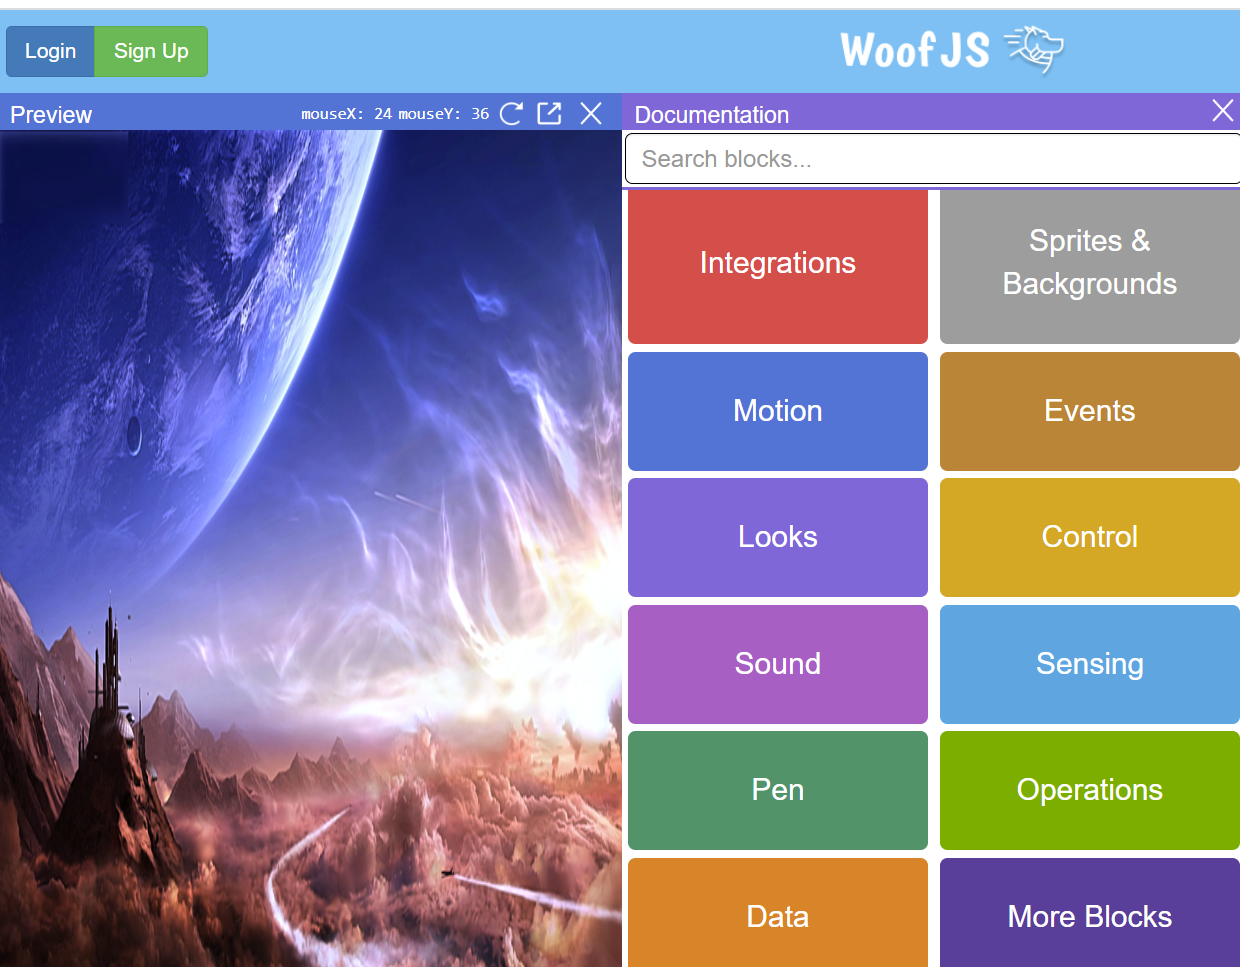 Login
Sign Up
WoofJS
Preview
mouseX: 24 mouseY: 36
Documentation
Search blocks...
Integrations
Sprites &
Backgrounds
Motion
Events
Looks
Control
Sound
Sensing
Pen
Operations
Data
More Blocks